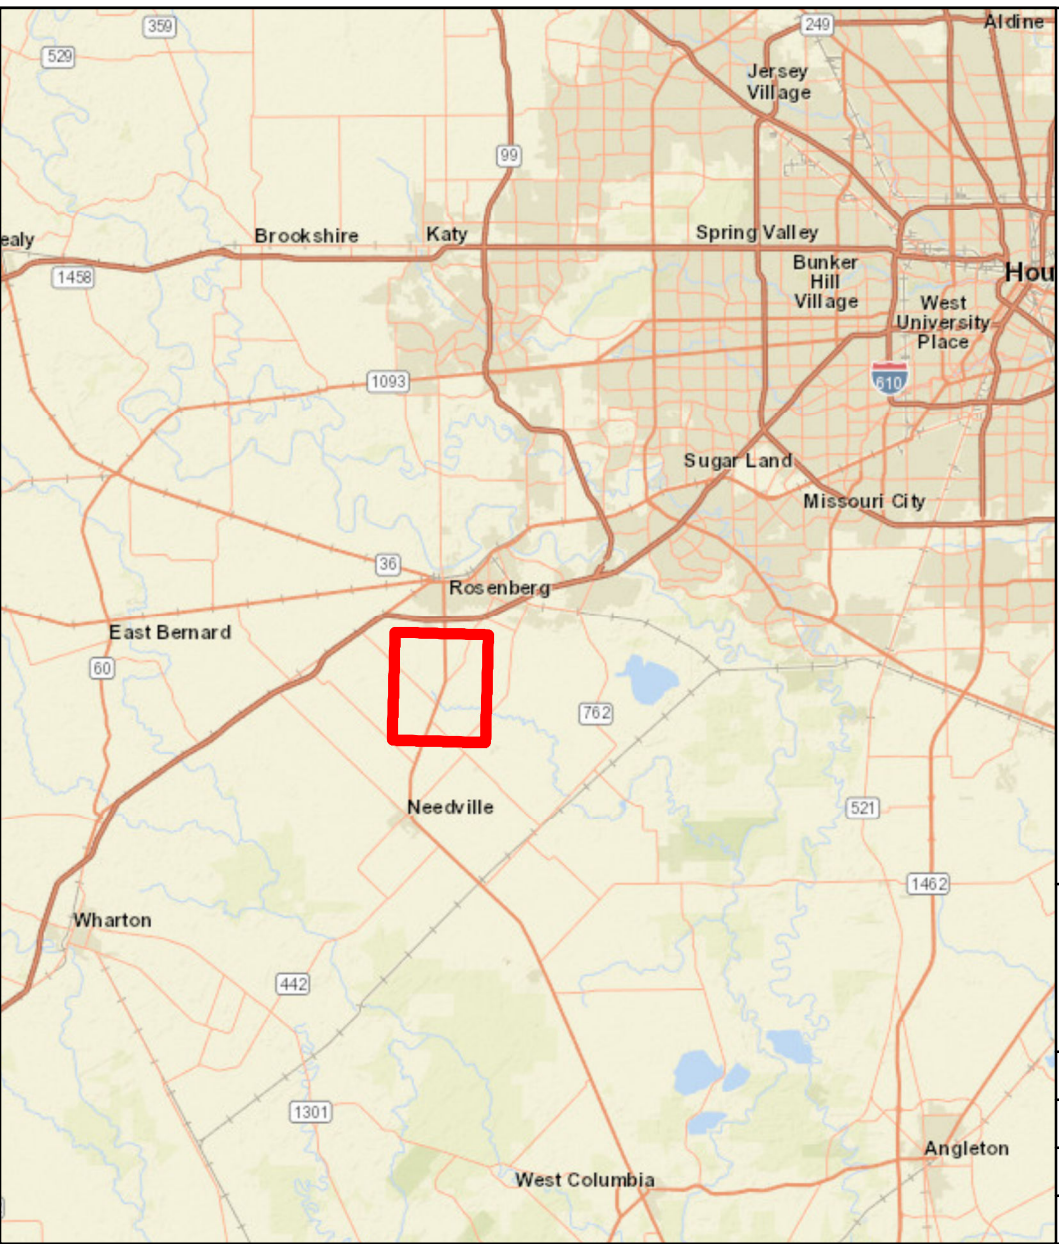 359
249
Aldine
529
Jersey
Village
99
ealy
Brookshire
Katy
Spring Valley
1458
Bunker
Hill
Village
Hou
West
University
Place
1093
610
Sugar Land
Missouri City
36
Rosenberg
East Bernard
60
762
Needville
521
1462
Wharton
442
1301
Angleton
West Columbia